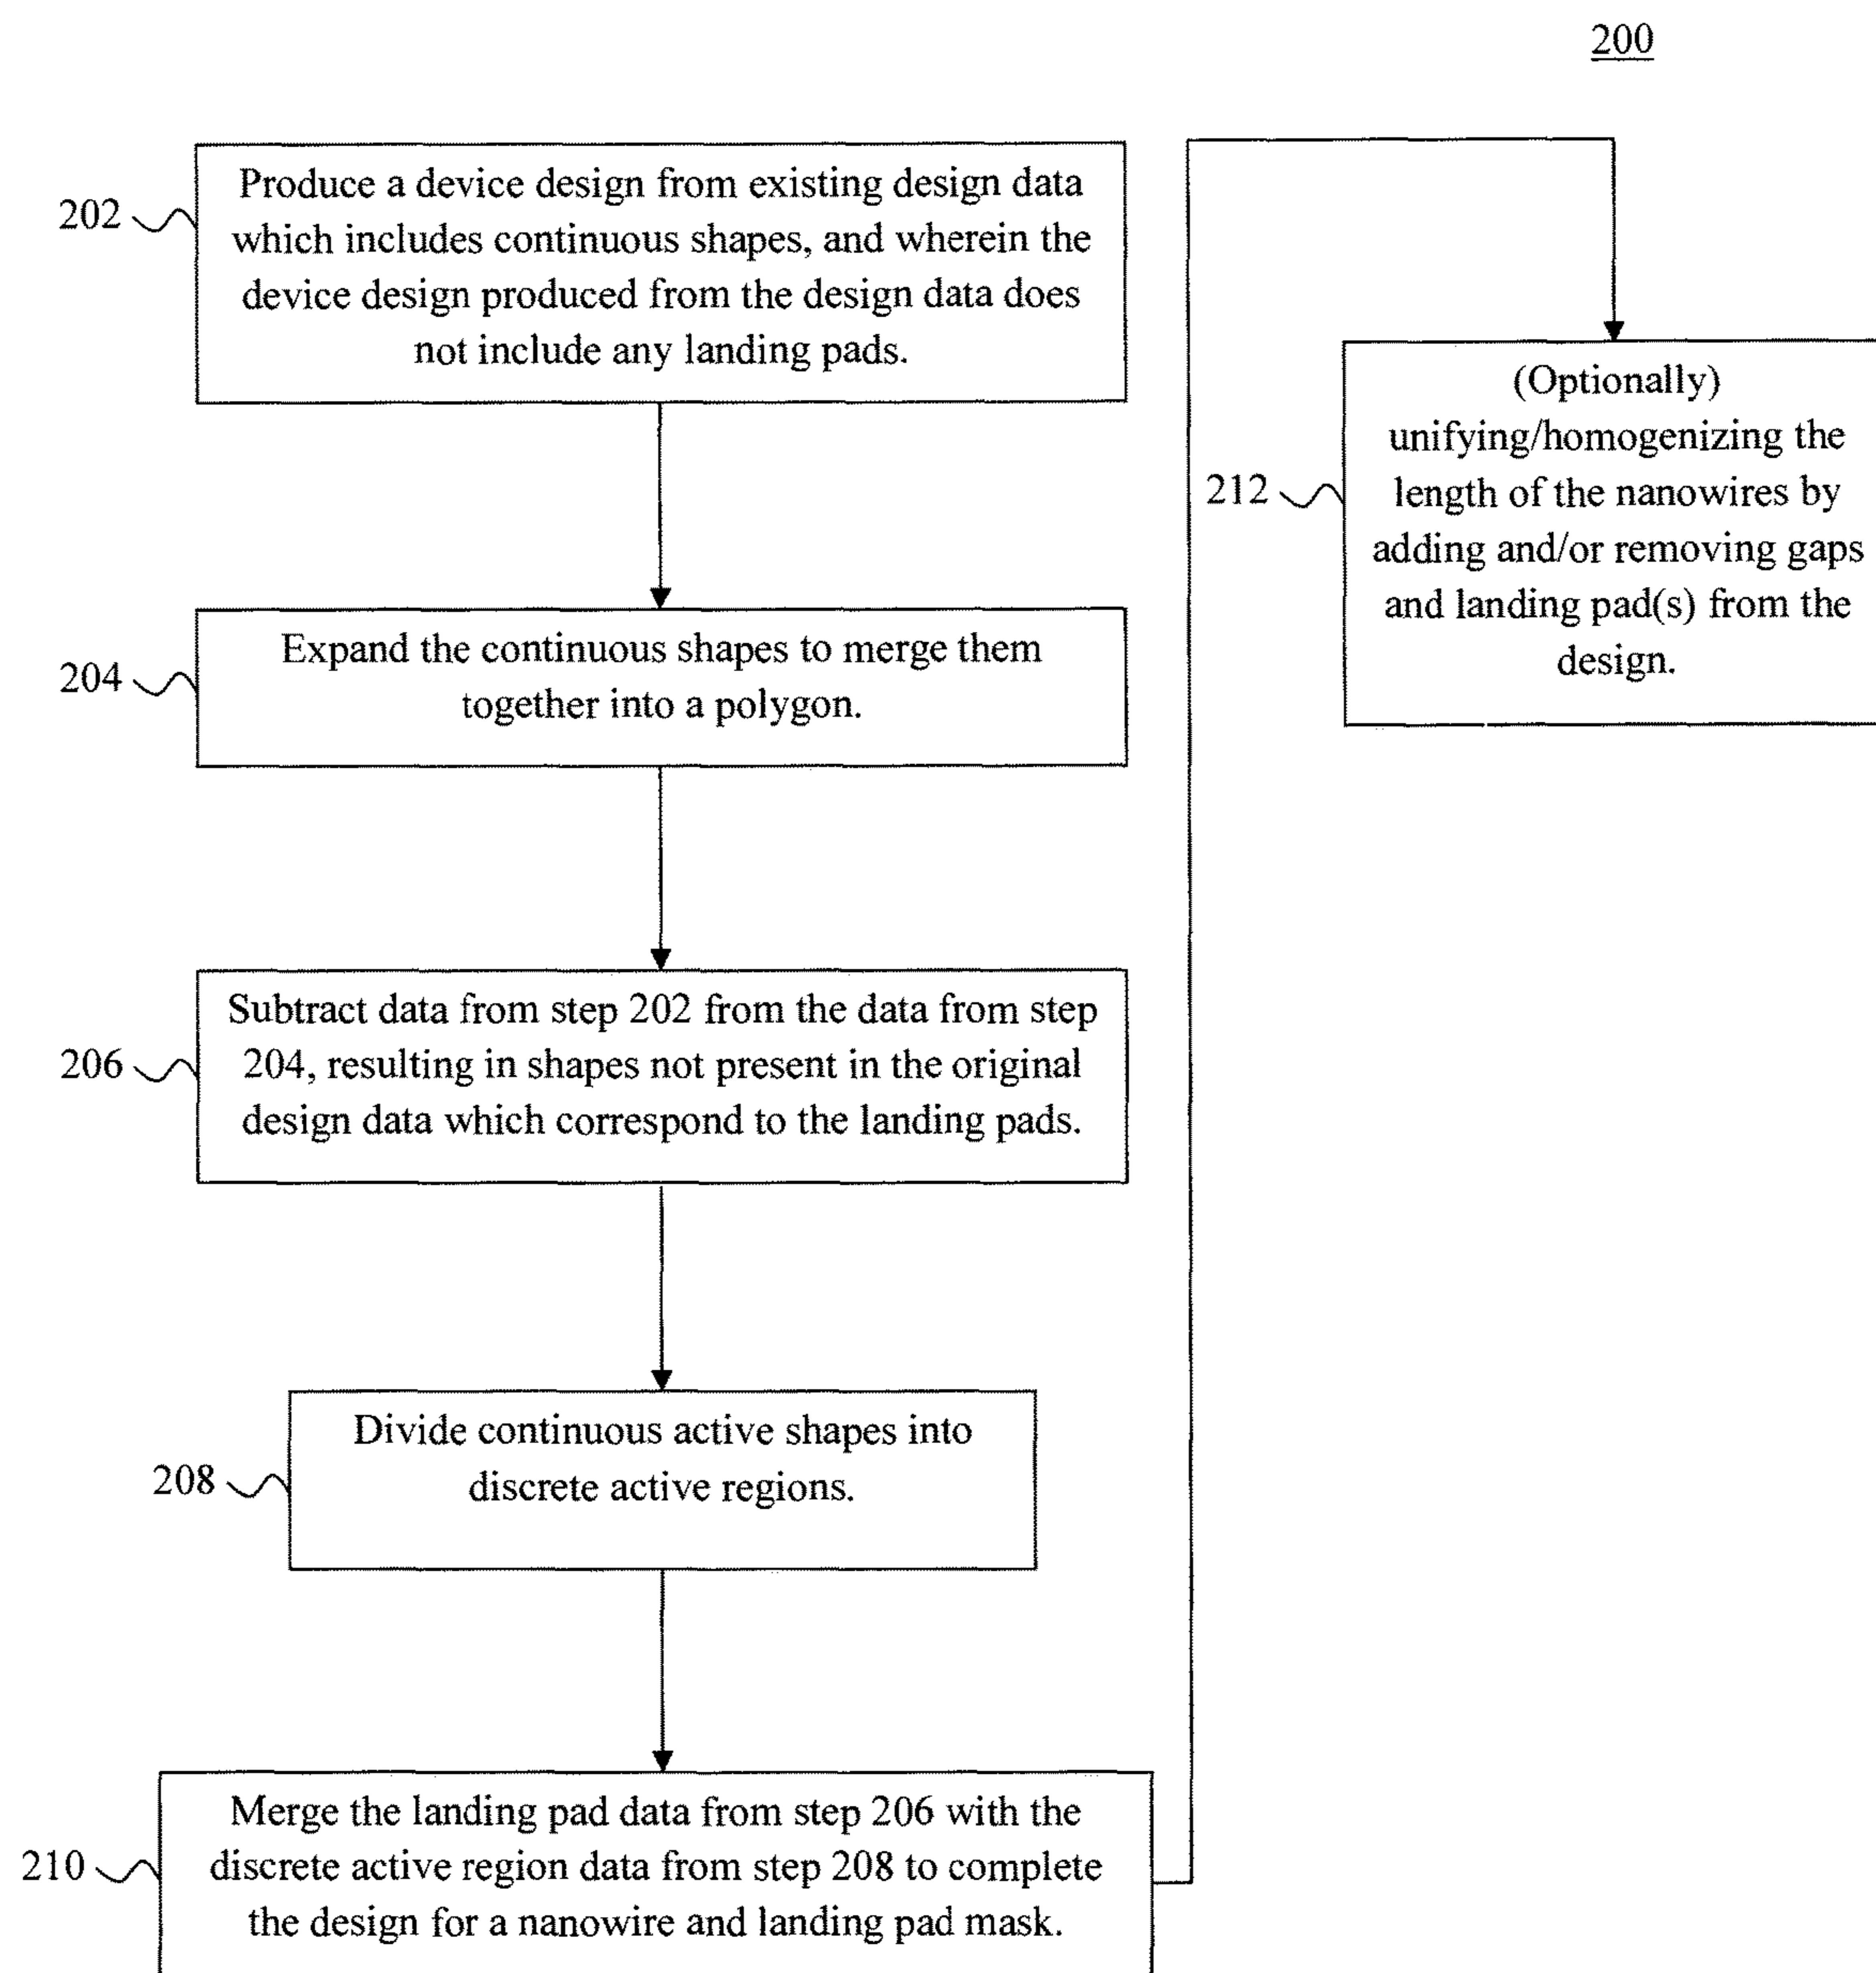 200
202
Produce a device design from existing design data
which includes continuous shapes, and wherein the
device design produced from the design data does
not include any landing pads.
204
Expand the continuous shapes to merge them
together into a polygon.
206
Subtract data from step 202 from the data from step
204, resulting in shapes not present in the original
design data which correspond to the landing pads.
208
Divide continuous active shapes into
discrete active regions.
210
Merge the landing pad data from step 206 with the
discrete active region data from step 208 to complete
the design for a nanowire and landing pad mask.
212
(Optionally)
unifying/homogenizing the
length of the nanowires by
adding and/or removing gaps
and landing pad(s) from the
design.